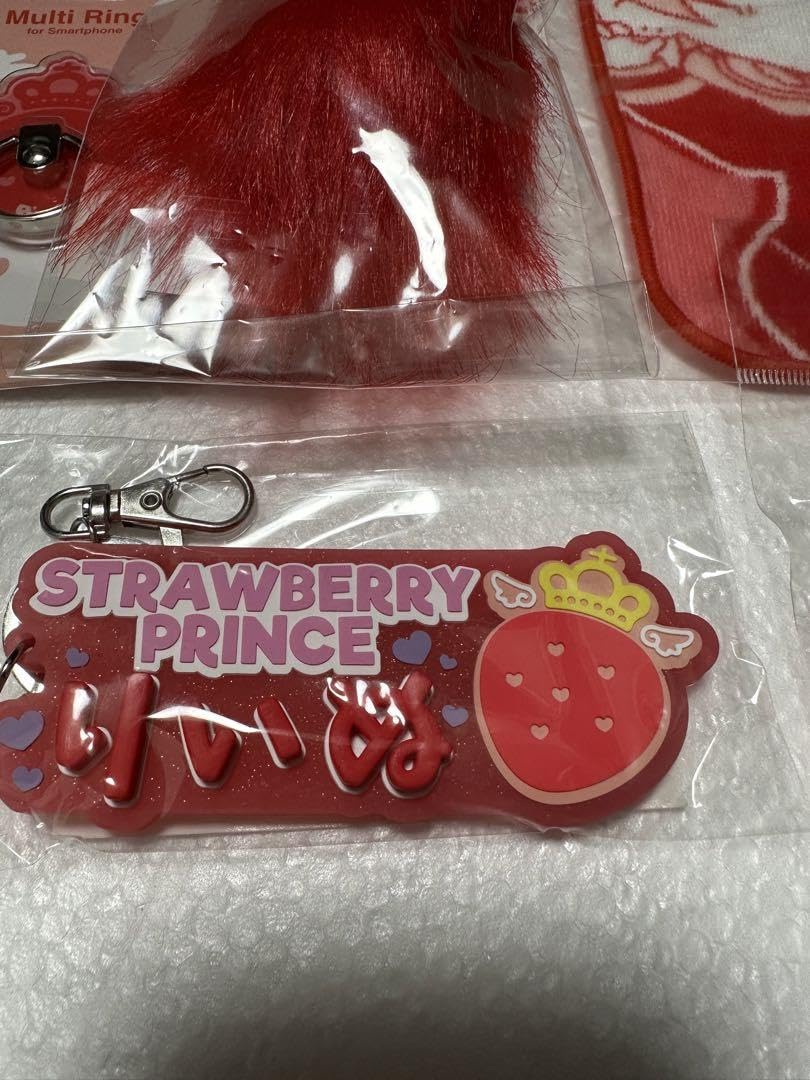 Multi Ring
for Smartphone
STRAWBERRY
PRINCE
りいぬ